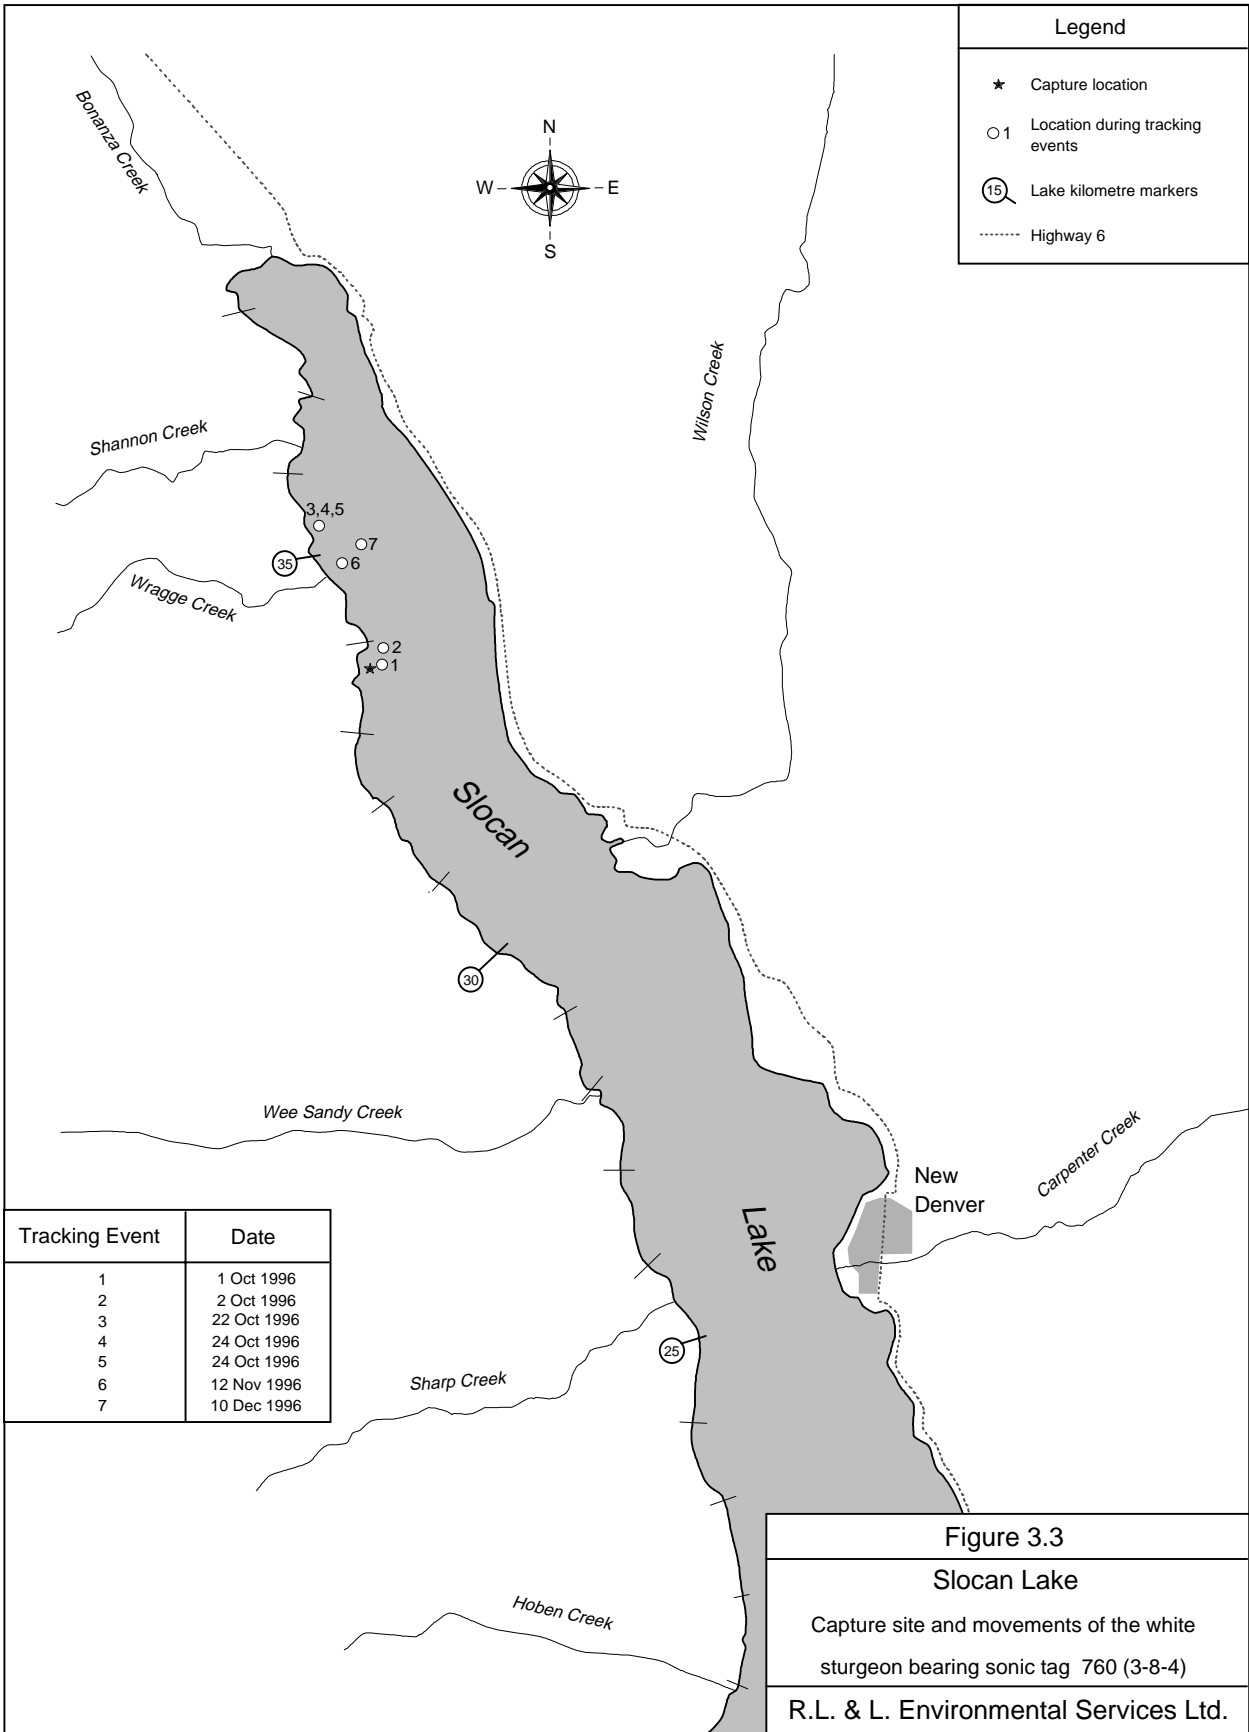 Legend
Capture location
1 Location during tracking
events
15 Lake kilometre markers
Highway 6
Bonanza Creek
N
W E
S
Wilson Creek
Shannon Creek
3,4,5
7
35
6
Wragge Creek
2
1
Slocan
30
Wee Sandy Creek
Carpenter Creek
New
Denver
Lake
Tracking Event Date
1 1 Oct 1996
2 2 Oct 1996
3 22 Oct 1996
4 24 Oct 1996
5 24 Oct 1996
6 12 Nov 1996
7 10 Dec 1996
25
Sharp Creek
Hoben Creek
Figure 3.3
Slocan Lake
Capture site and movements of the white
sturgeon bearing sonic tag 760 (3-8-4)
R.L. & L. Environmental Services Ltd.